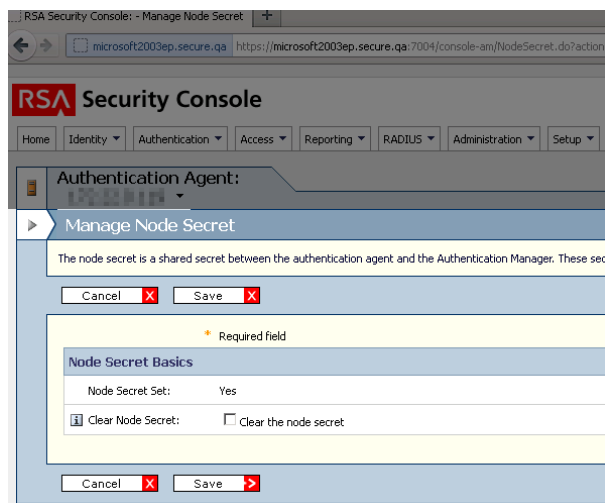 RSA Security Console: - Manage Node Secret
microsoft2003ep.secure.qa https://microsoft2003ep.secure.qa:7004/console-am/NodeSecret.do?action
RSA Security Console
Home Identity Authentication Access Reporting RADIUS Administration Setup
Authentication Agent:
Manage Node Secret
The node secret is a shared secret between the authentication agent and the Authentication Manager. These sec
Cancel X Save X
* Required field
Node Secret Basics
Node Secret Set: Yes
i Clear Node Secret: Clear the node secret
Cancel X Save